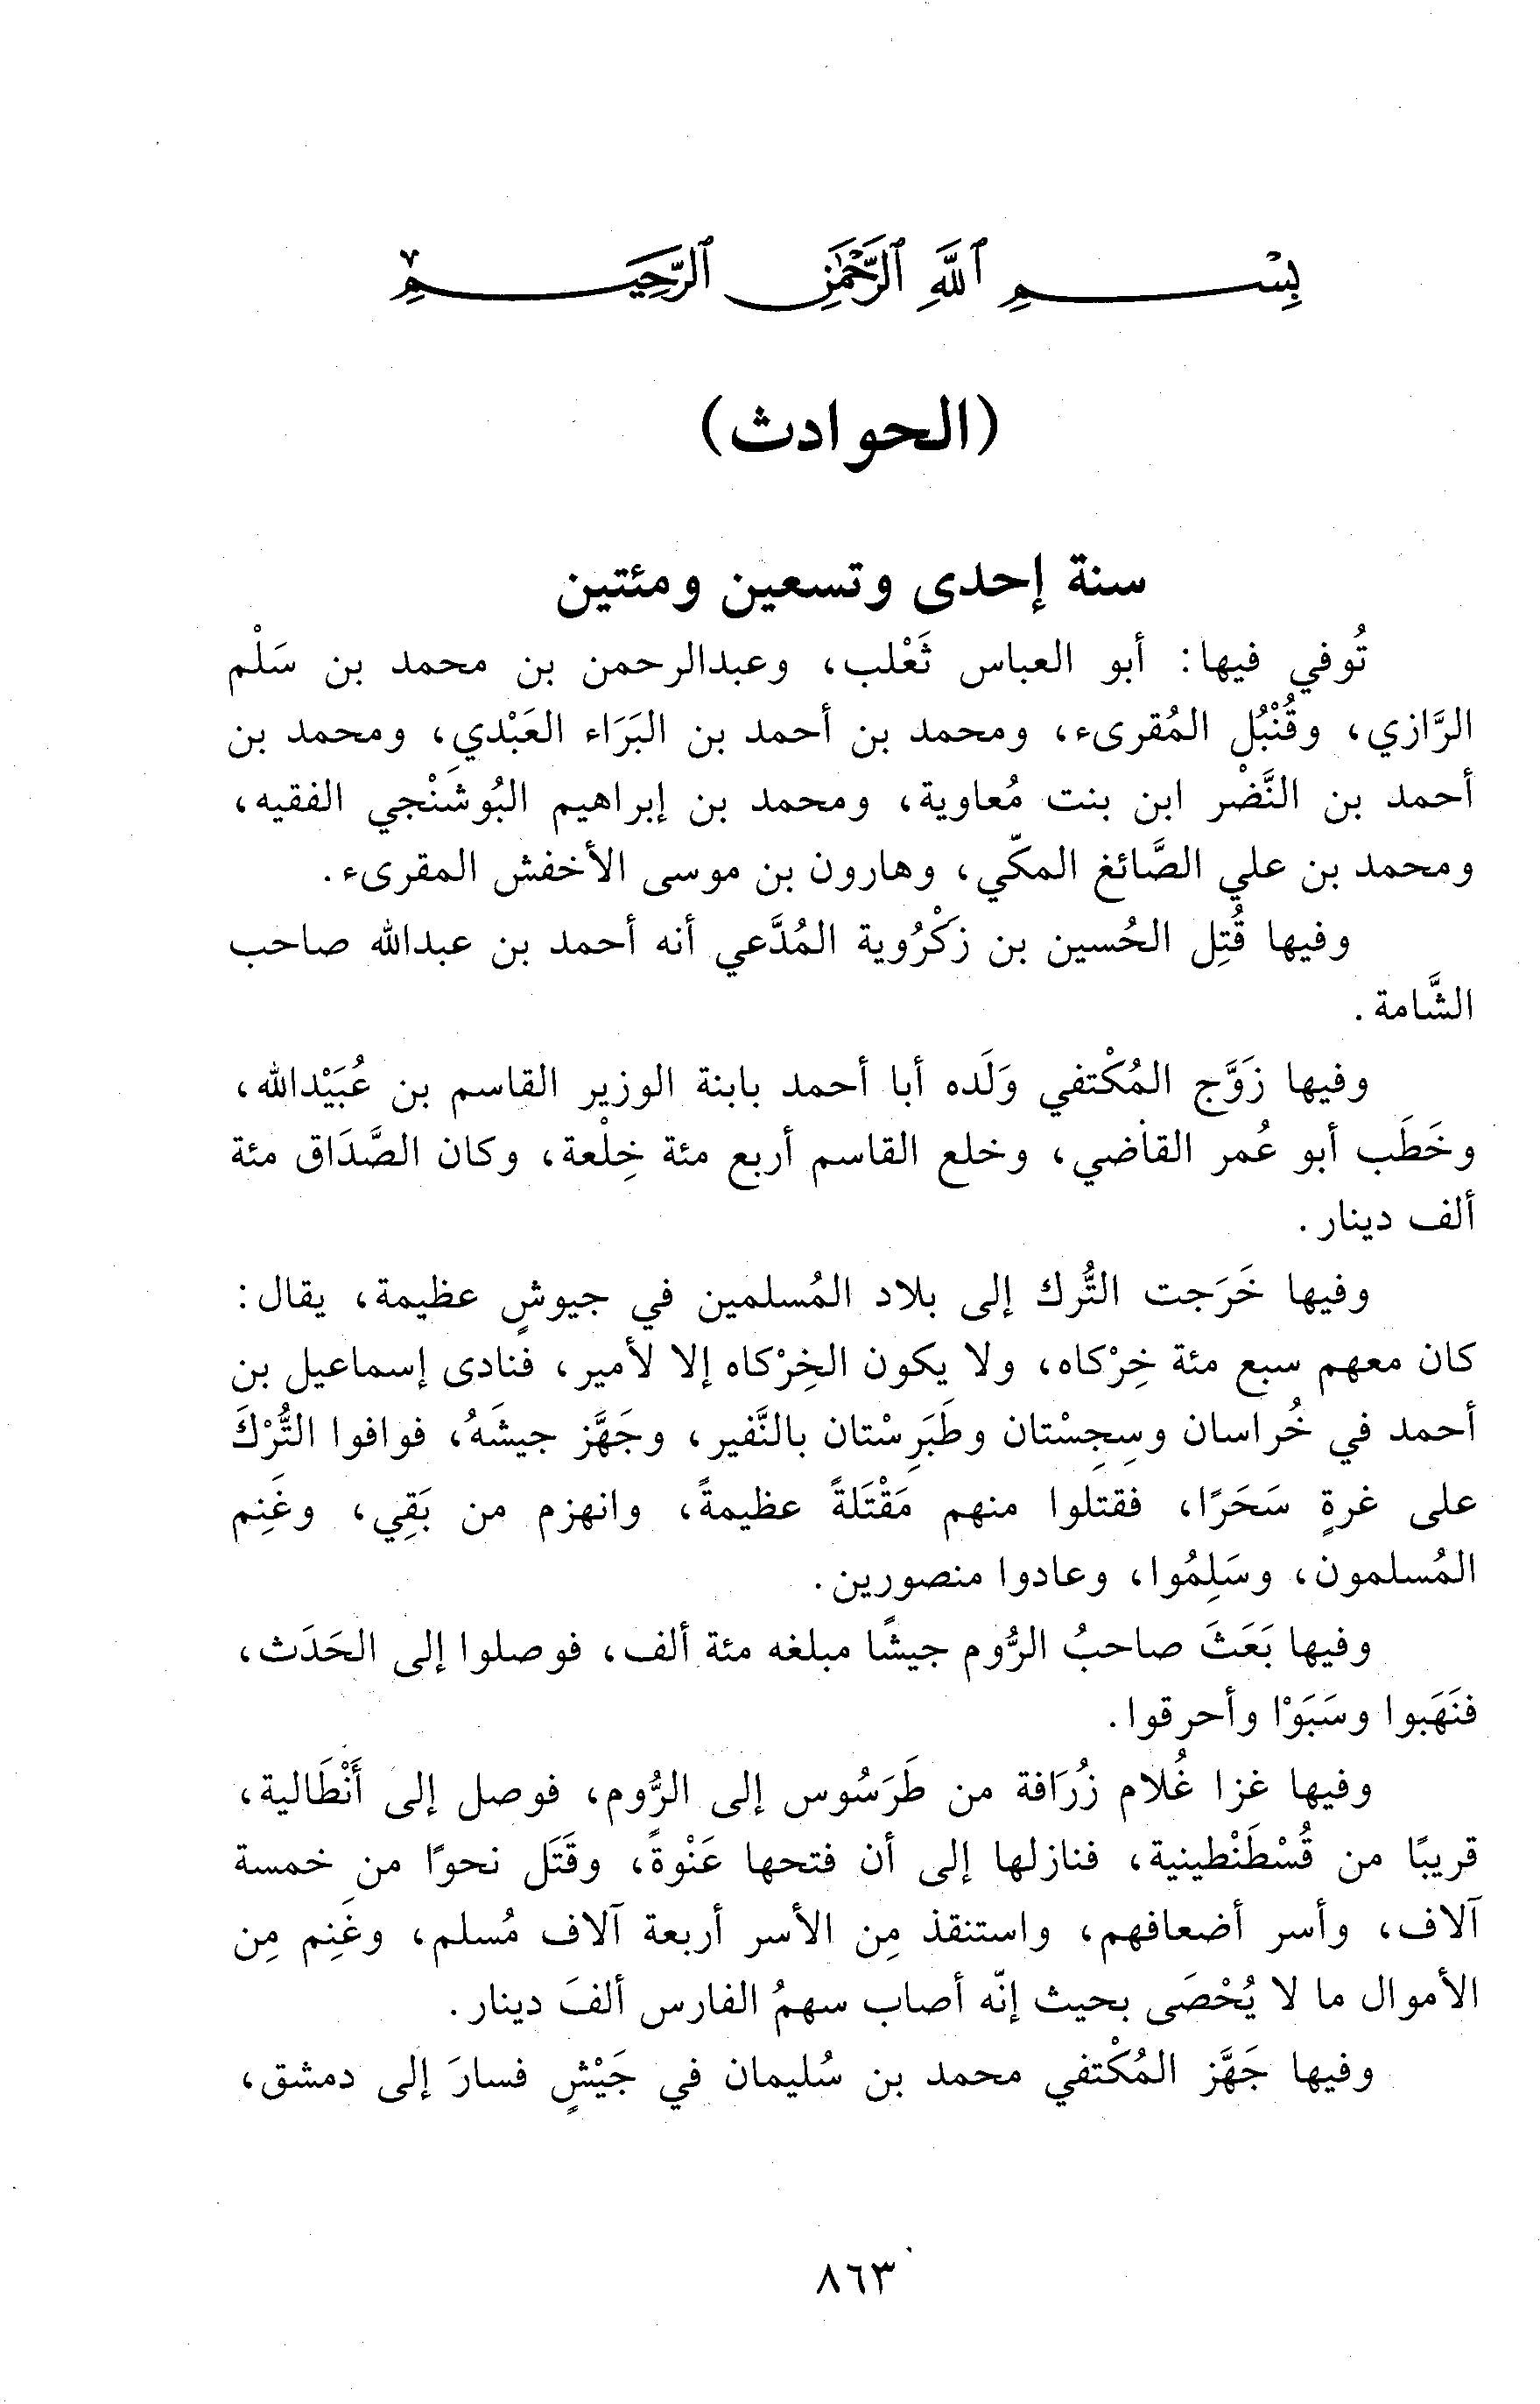 بِسْمِ ٱللَّهِ ٱلرَّحْمَٰنِ ٱلرَّحِيمِ
(الحوادث)
سنة إحدى وتسعين ومئتين
تُوفي فيها: أبو العباس ثَعْلب، وعبدالرحمن بن محمد بن سَلْم
الرَّازي، وقُنْبُل المُقرىء، ومحمد بن أحمد بن البَرَاء العَبْدي، ومحمد بن
أحمد بن النَّضْر ابن بنت مُعاوية، ومحمد بن إبراهيم البُوشَنْجي الفقيه،
ومحمد بن علي الصَّائغ المكّي، وهارون بن موسى الأخفش المقرىء.
وفيها قُتِل الحُسين بن زَكْرُوية المُدَّعي أنه أحمد بن عبدالله صاحب
الشَّامة.
وفيها زَوَّج المُكْتفي وَلَده أبا أحمد بابنة الوزير القاسم بن عُبَيْدالله،
وخَطَب أبو عُمر القاضي، وخلع القاسم أربع مئة خِلْعة، وكان الصَّدَاق مئة
ألف دينار.
وفيها خَرَجت التُّرك إلى بلاد المُسلمين في جيوشٍ عظيمة، يقال:
كان معهم سبع مئة خِرْكاه، ولا يكون الخِرْكاه إلا لأمير، فنادى إسماعيل بن
أحمد في خُراسان وسِجِسْتان وطَبَرِسْتان بالنَّفير، وجَهَّز جيشَهُ، فوافوا التُّرْكَ
على غرةٍ سَحَرًا، فقتلوا منهم مَقْتَلةً عظيمةً، وانهزم من بَقِي، وغَنِم
المُسلمون، وسَلِمُوا، وعادوا منصورين.
وفيها بَعَثَ صاحبُ الرُّوم جيشًا مبلغه مئة ألف، فوصلوا إلى الحَدَث،
فنَهَبوا وسَبَوْا وأحرقوا.
وفيها غزا غُلام زُرَافة من طَرَسُوس إلى الرُّوم، فوصل إلى أَنْطَالية،
قريبًا من قُسْطَنْطينية، فنازلها إلى أن فتحها عَنْوةً، وقَتَل نحوًا من خمسة
آلاف، وأسر أضعافهم، واستنقذ مِن الأسر أربعة آلاف مُسلم، وغَنِم مِن
الأموال ما لا يُحْصَى بحيث إنّه أصاب سهمُ الفارس ألفَ دينار.
وفيها جَهَّز المُكْتفي محمد بن سُليمان في جَيْشٍ فسارَ إلى دمشق،
٨٦٣